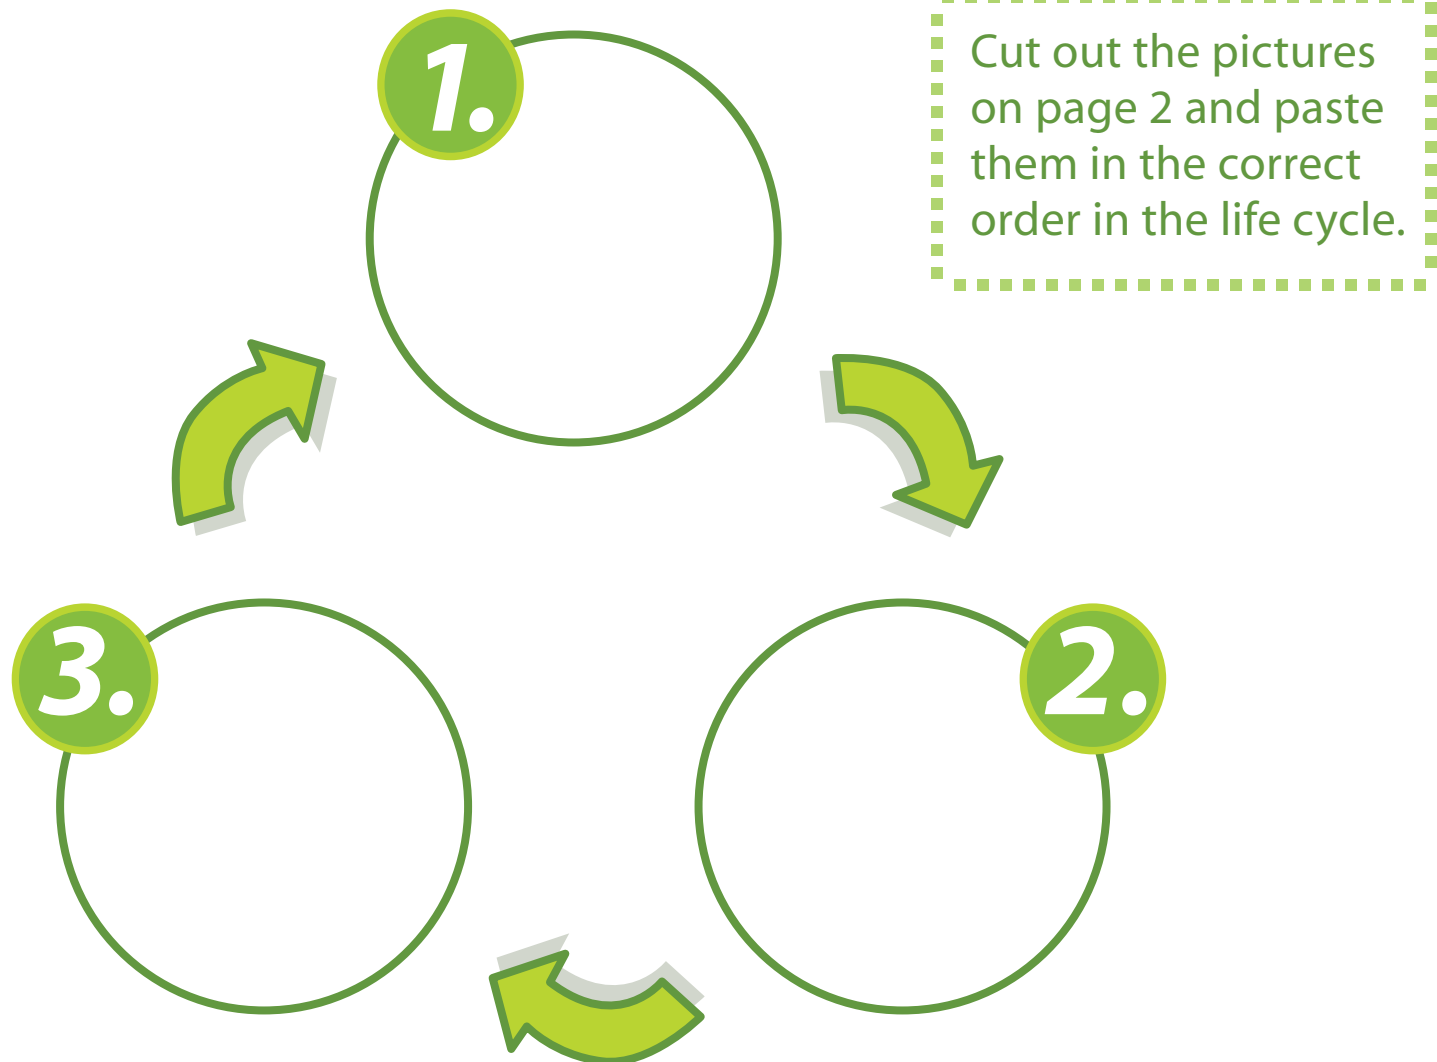 1.
Cut out the pictures
on page 2 and paste
them in the correct
order in the life cycle.
3.
2.